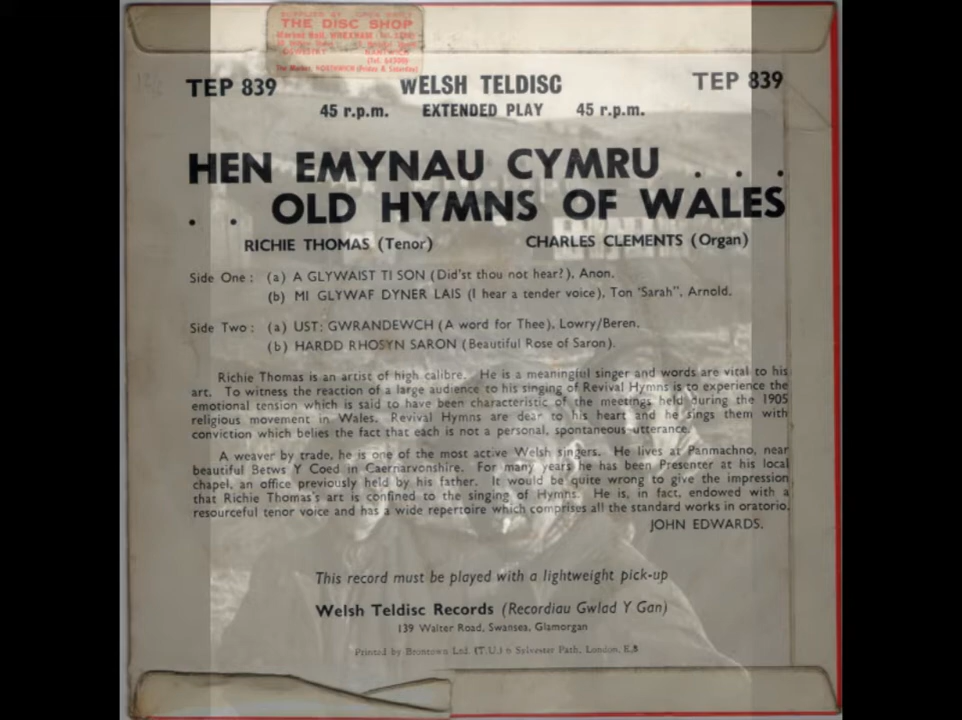 SUPPLIED BY
THE DISC SHOP
TEP 839
WELSH TELDISC
TEP 839
45 r.p.m. EXTENDED PLAY 45 r.p.m.
HEN EMYNAU CYMRU . . .
. . OLD HYMNS OF WALES
RICHIE THOMAS (Tenor) CHARLES CLEMENTS (Organ)
Side One : (a) A GLYWAIST TI SON (Did'st thou not hear?), Anon.
(b) MI GLYWAF DYNER LAIS (I hear a tender voice), Ton 'Sarah", Arnold.
Side Two : (a) UST: GWRANDEWCH (A word for Thee), Lowry/Beren.
(b) HARDD RHOSYN SARON (Beautiful Rose of Saron).
Richie Thomas is an artist of high calibre. He is a meaningful singer and words are vital to his
art. To witness the reaction of a large audience to his singing of Revival Hymns is to experience the
emotional tension which is said to have been characteristic of the meetings held during the 1905
religious movement in Wales. Revival Hymns are dear to his heart and he sings them with
conviction which belies the fact that each is not a personal, spontaneous utterance.
A weaver by trade, he is one of the most active Welsh singers. He lives at Panmachno, near
beautiful Betws Y Coed in Caernarvonshire. For many years he has been Presenter at his local
chapel, an office previously held by his father. It would be quite wrong to give the impression
that Richie Thomas's art is confined to the singing of Hymns. He is, in fact, endowed with a
resourceful tenor voice and has a wide repertoire which comprises all the standard works in oratorio.
JOHN EDWARDS.
This record must be played with a lightweight pick-up
Welsh Teldisc Records (Recordiau Gwlad Y Gan)
139 Walter Road, Swansea, Glamorgan
Printed by Brontown Ltd. (T.U.) Sylvester Path, London, E.8